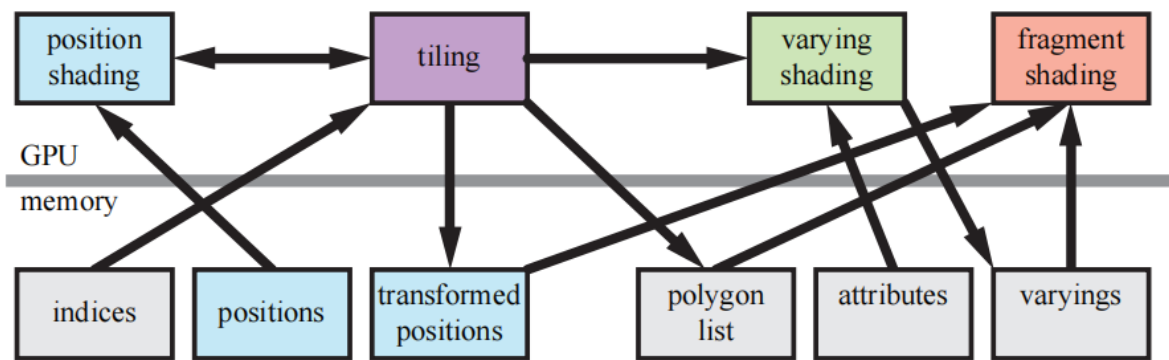 position
shading
tiling
varying
shading
fragment
shading
GPU
memory
indices
positions
transformed
positions
polygon
list
attributes
varyings